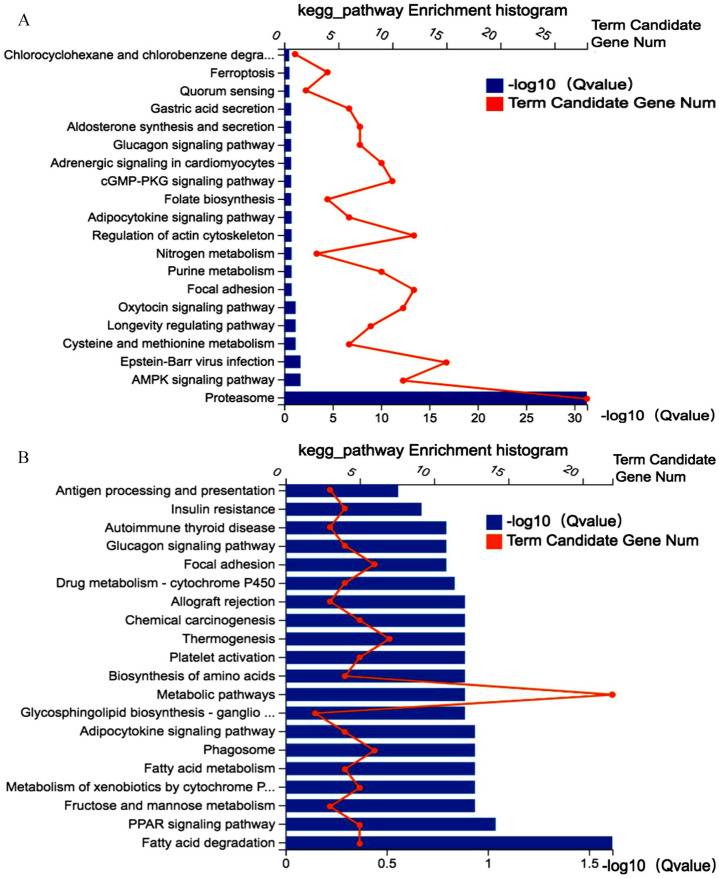 A
kegg_pathway Enrichment histogram
Term Candidate
Gene Num
0 5 10 15 20 25
Chlorocyclohexane and chlorobenzene degra...
Ferroptosis
Quorum sensing
Gastric acid secretion
Aldosterone synthesis and secretion
Glucagon signaling pathway
Adrenergic signaling in cardiomyocytes
cGMP-PKG signaling pathway
Folate biosynthesis
Adipocytokine signaling pathway
Regulation of actin cytoskeleton
Nitrogen metabolism
Purine metabolism
Focal adhesion
Oxytocin signaling pathway
Longevity regulating pathway
Cysteine and methionine metabolism
Epstein-Barr virus infection
AMPK signaling pathway
Proteasome
-log10（Qvalue）
Term Candidate Gene Num
0 5 10 15 20 25 30
-log10（Qvalue）
B
kegg_pathway Enrichment histogram
Term Candidate
Gene Num
0 5 10 15 20
Antigen processing and presentation
Insulin resistance
Autoimmune thyroid disease
Glucagon signaling pathway
Focal adhesion
Drug metabolism - cytochrome P450
Allograft rejection
Chemical carcinogenesis
Thermogenesis
Platelet activation
Biosynthesis of amino acids
Metabolic pathways
Glycosphingolipid biosynthesis - ganglio ...
Adipocytokine signaling pathway
Phagosome
Fatty acid metabolism
Metabolism of xenobiotics by cytochrome P...
Fructose and mannose metabolism
PPAR signaling pathway
Fatty acid degradation
-log10（Qvalue）
Term Candidate Gene Num
0 0.5 1 1.5
-log10（Qvalue）